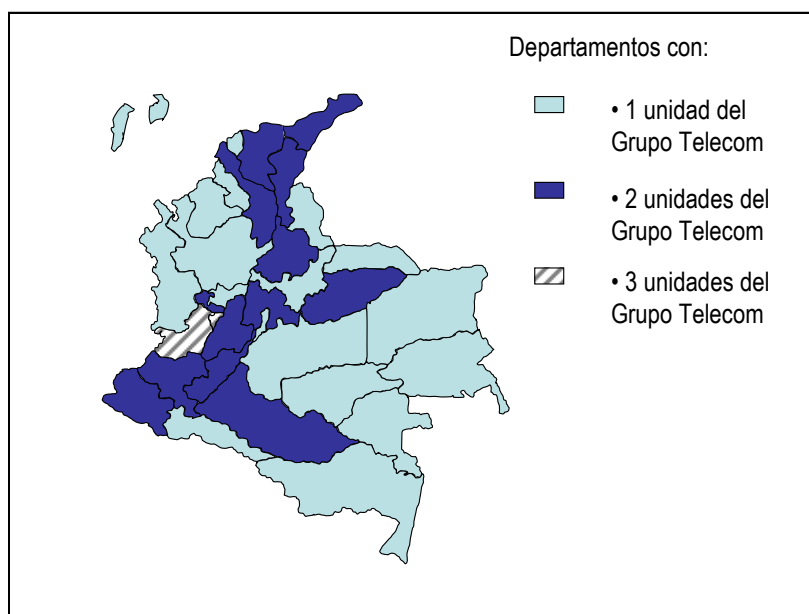 Departamentos con:
• 1 unidad del
Grupo Telecom
• 2 unidades del
Grupo Telecom
• 3 unidades del
Grupo Telecom